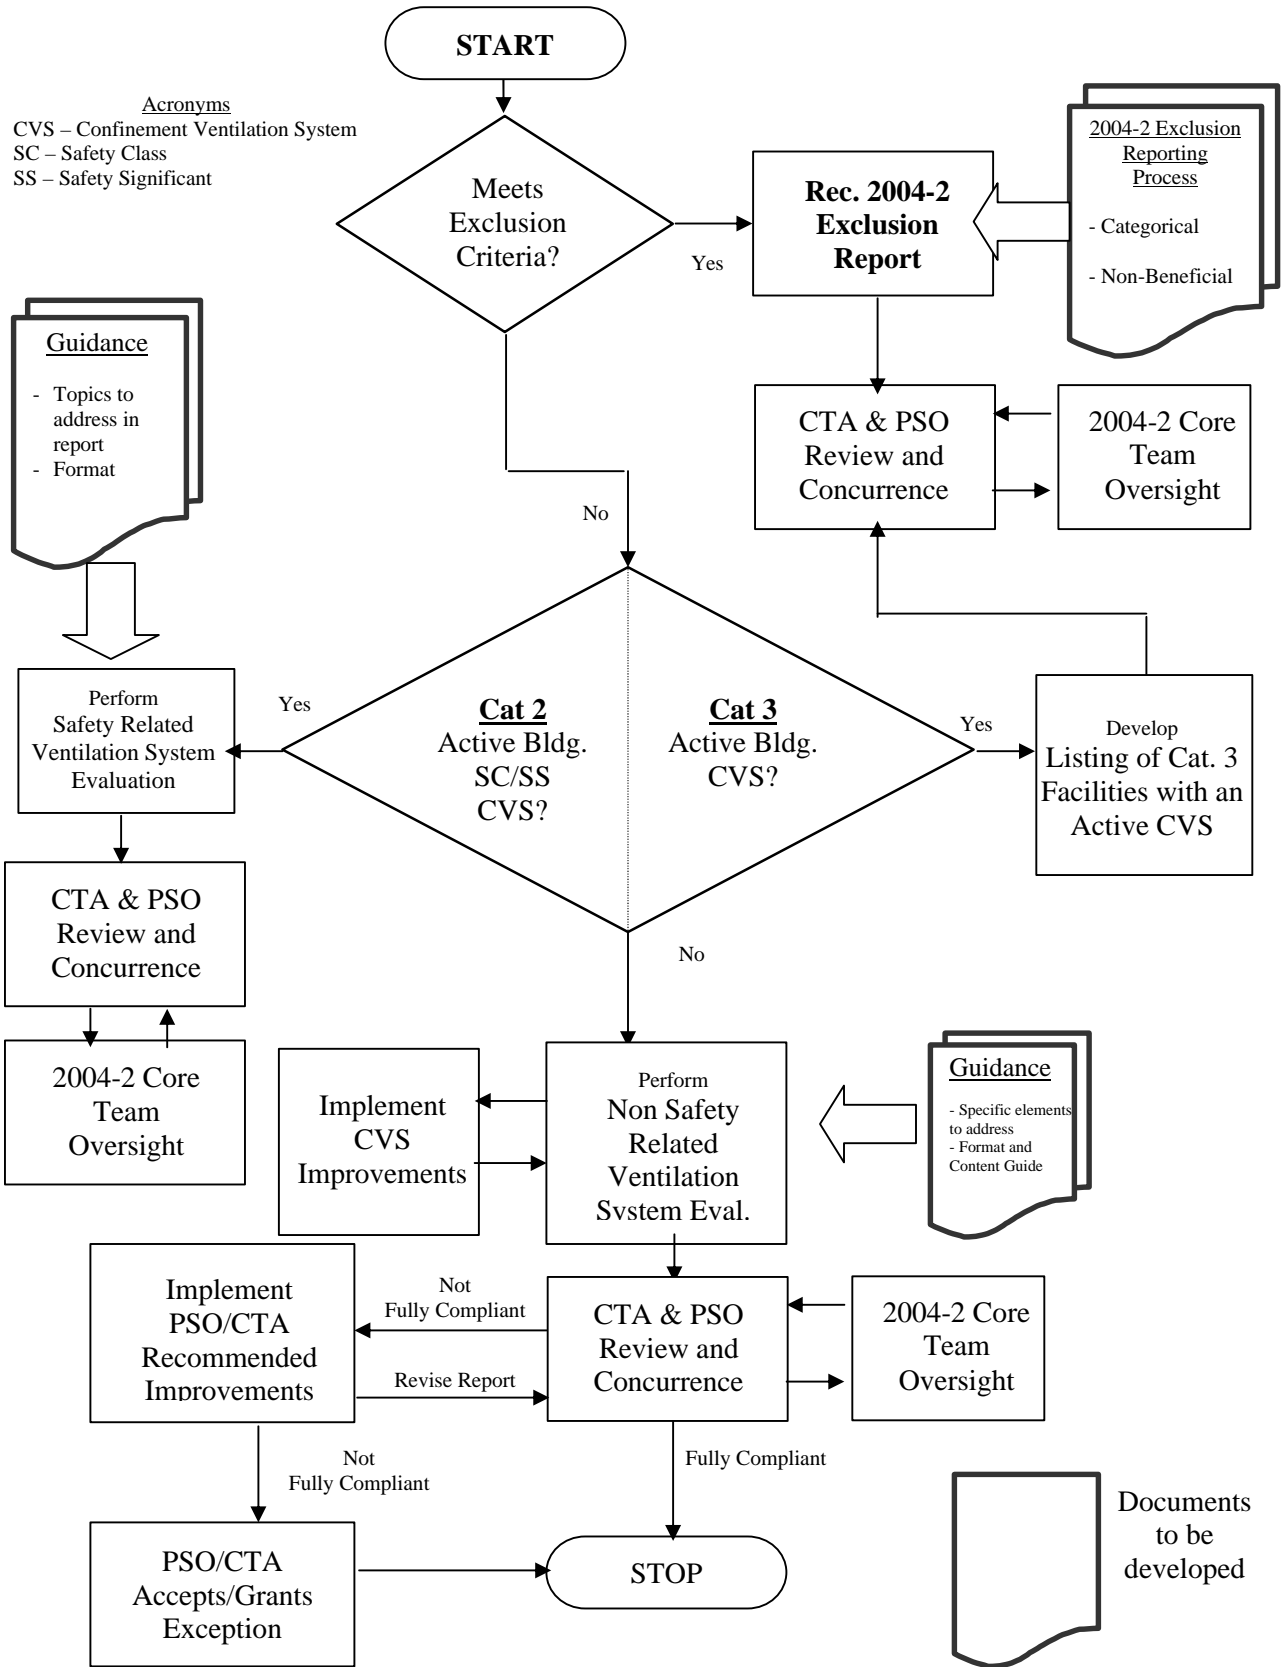 START
Acronyms
CVS – Confinement Ventilation System
SC – Safety Class
SS – Safety Significant
Meets
Exclusion
Criteria?
Yes
Rec. 2004-2
Exclusion
Report
2004-2 Exclusion
Reporting
Process
- Categorical
- Non-Beneficial
Guidance
- Topics to
address in
report
- Format
CTA & PSO
Review and
Concurrence
2004-2 Core
Team
Oversight
No
Perform
Safety Related
Ventilation System
Evaluation
Yes
Cat 2
Active Bldg.
SC/SS
CVS?
Cat 3
Active Bldg.
CVS?
Yes
Develop
Listing of Cat. 3
Facilities with an
Active CVS
CTA & PSO
Review and
Concurrence
No
2004-2 Core
Team
Oversight
Implement
CVS
Improvements
Perform
Non Safety
Related
Ventilation
System Eval.
Guidance
- Specific elements
to address
- Format and
Content Guide
Implement
PSO/CTA
Recommended
Improvements
Not
Fully Compliant
Revise Report
CTA & PSO
Review and
Concurrence
2004-2 Core
Team
Oversight
Not
Fully Compliant
Fully Compliant
PSO/CTA
Accepts/Grants
Exception
STOP
Documents
to be
developed